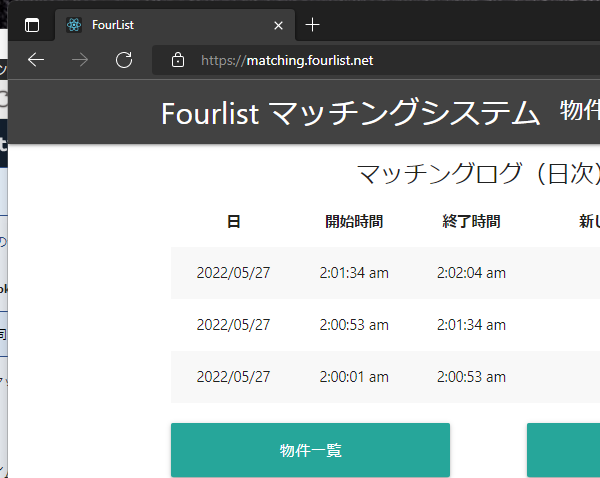 FourList
https://matching.fourlist.net
Fourlist マッチングシステム 物件
マッチングログ（日次）
日 開始時間 終了時間 新し
2022/05/27 2:01:34 am 2:02:04 am
2022/05/27 2:00:53 am 2:01:34 am
2022/05/27 2:00:01 am 2:00:53 am
物件一覧